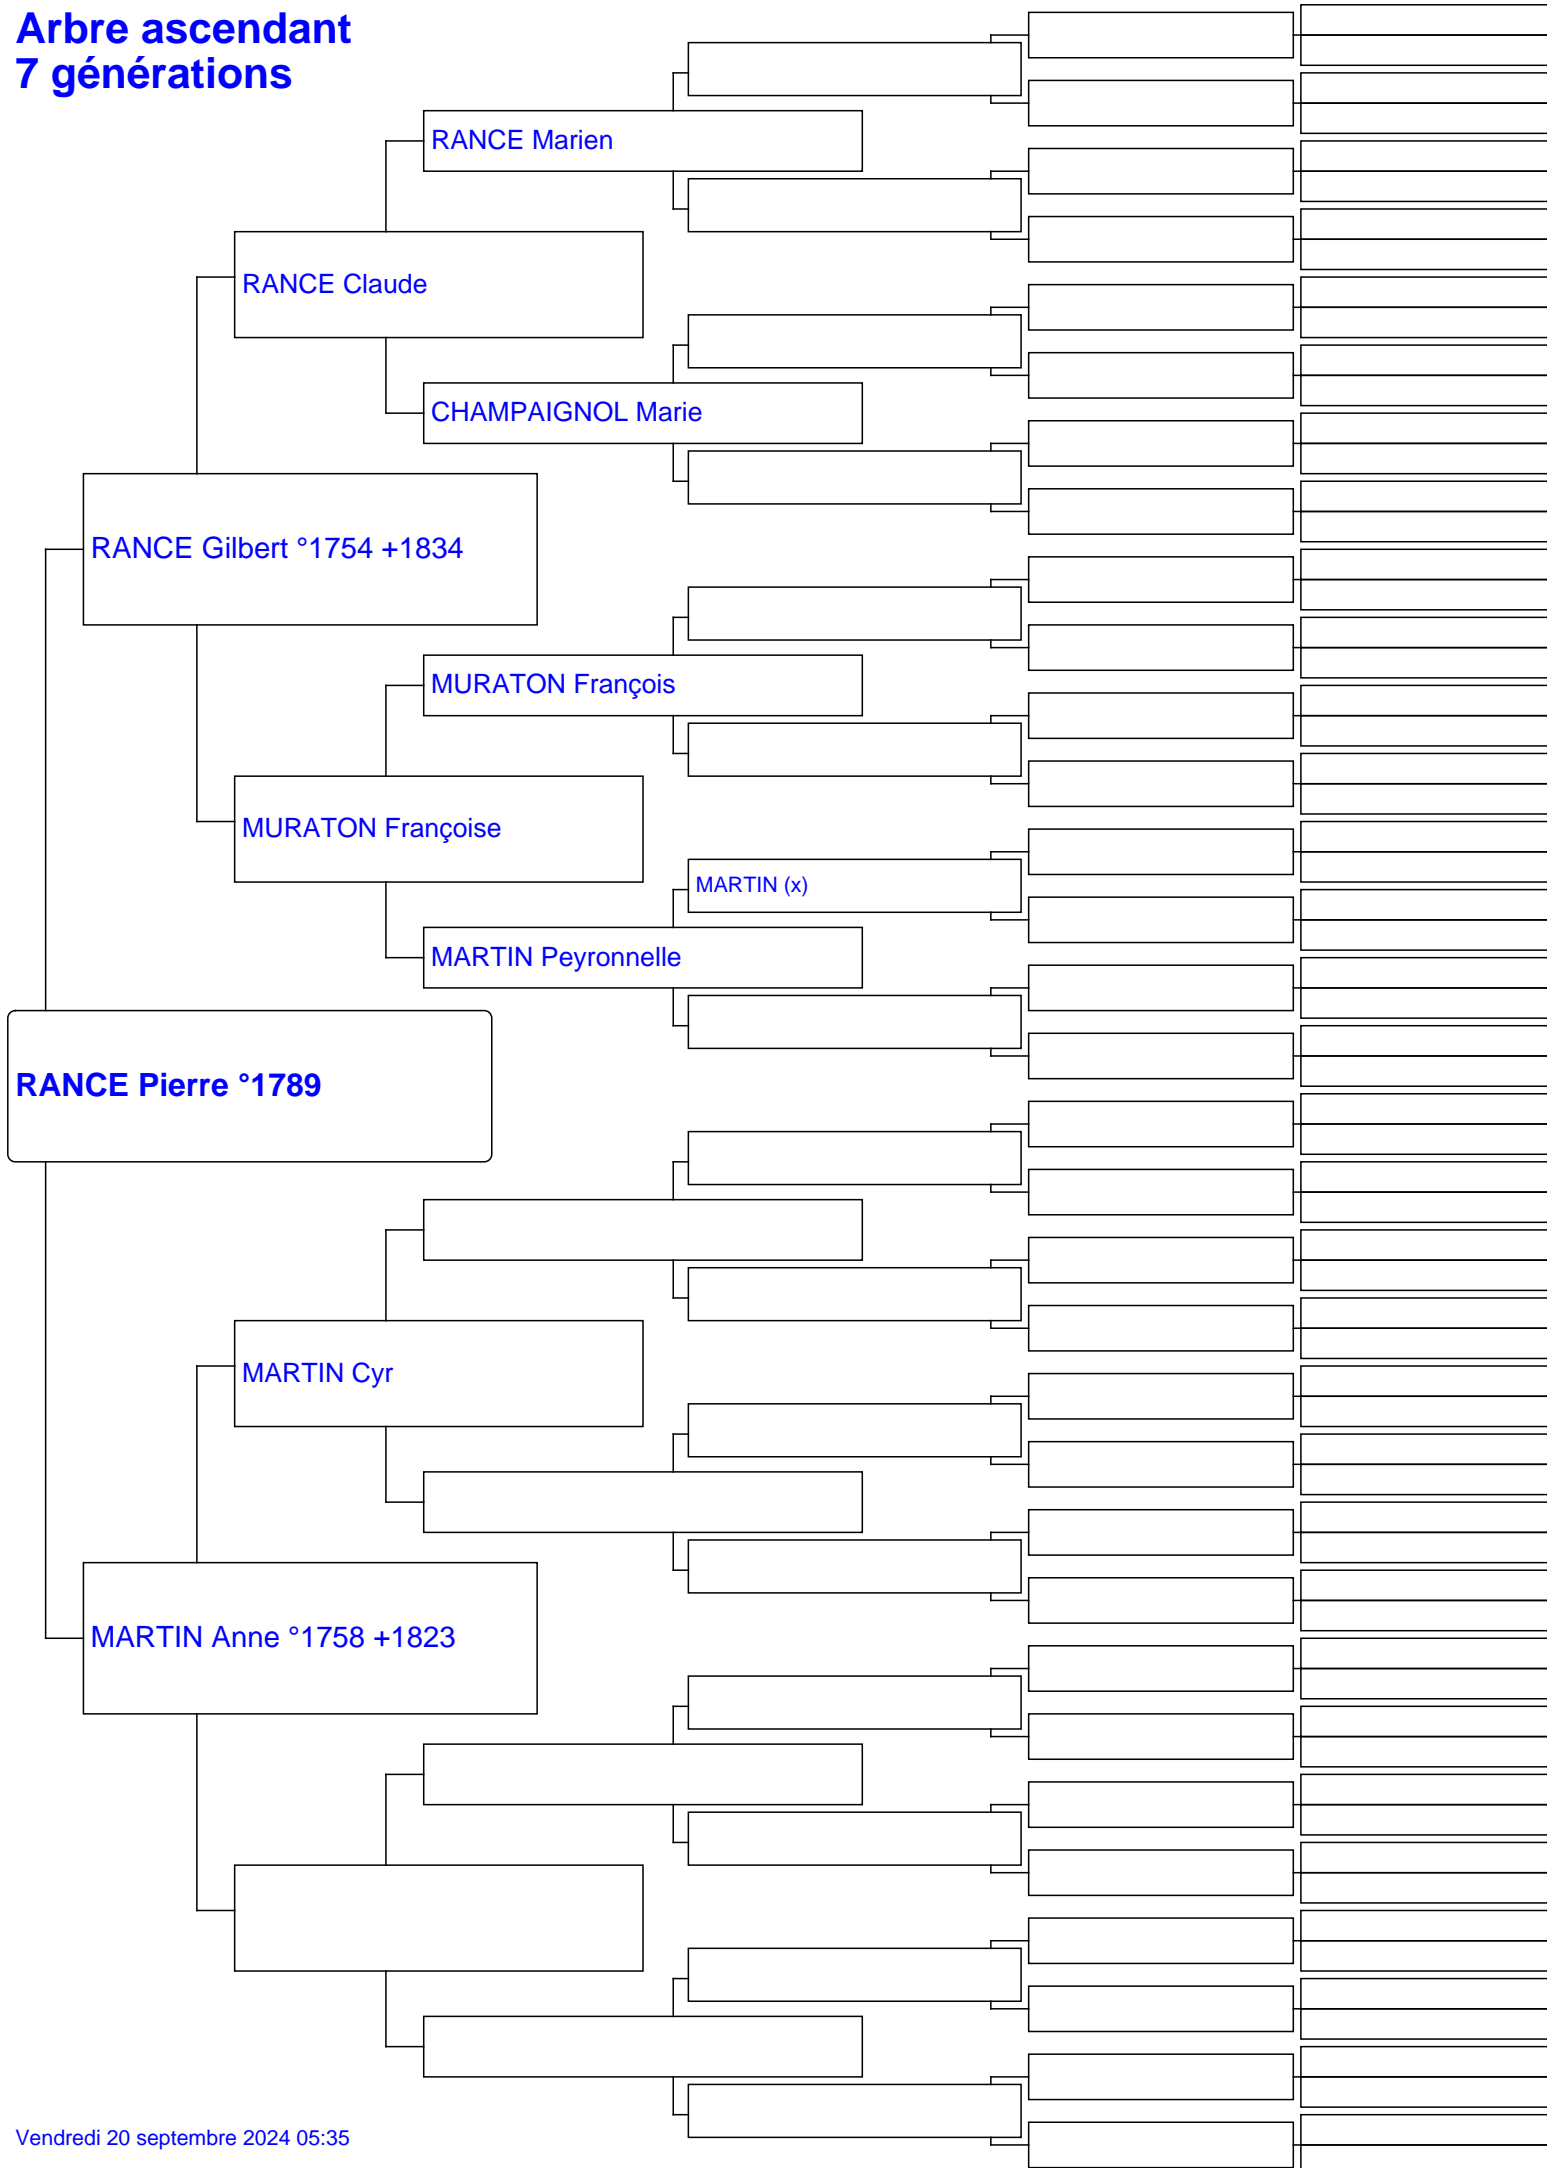 Arbre ascendant
7 générations
RANCE Marien
RANCE Claude
CHAMPAIGNOL Marie
RANCE Gilbert °1754 +1834
MURATON François
MURATON Françoise
MARTIN (x)
MARTIN Peyronnelle
RANCE Pierre °1789
MARTIN Cyr
MARTIN Anne °1758 +1823
Vendredi 20 septembre 2024 05:35